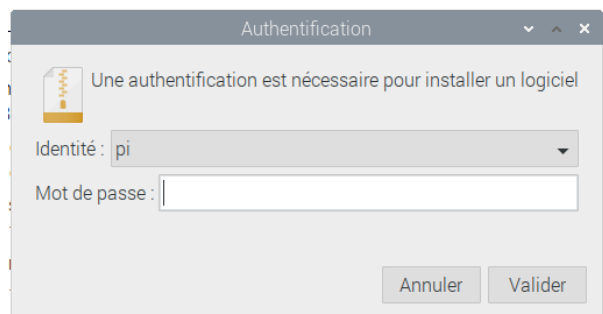 Authentification
Une authentification est nécessaire pour installer un logiciel
Identité : pi
Mot de passe :
Annuler Valider